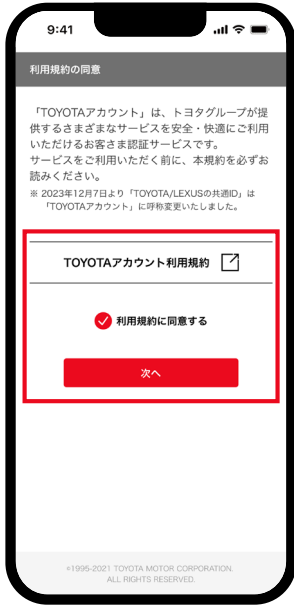 9:41
利用規約の同意
「TOYOTAアカウント」は、トヨタグループが提
供するさまざまなサービスを安全・快適にご利用
いただけるお客さま認証サービスです。
サービスをご利用いただく前に、本規約を必ずお
読みください。
※ 2023年12月7日より「TOYOTA/LEXUSの共通ID」は
「TOYOTAアカウント」に呼称変更いたしました。
TOYOTAアカウント利用規約
利用規約に同意する
次へ
©1995-2021 TOYOTA MOTOR CORPORATION.
ALL RIGHTS RESERVED.